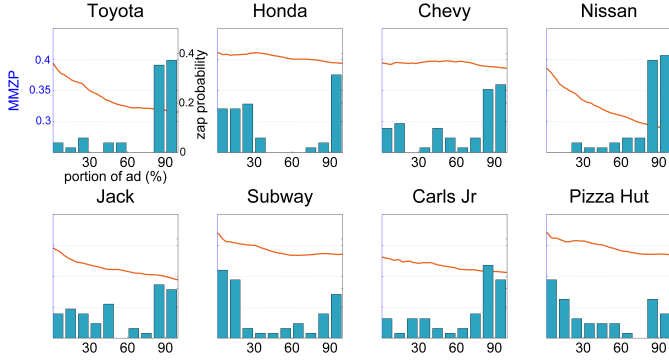 Toyota Honda Chevy Nissan
0.4 0.4
0.35 0.2
0.3 0
MMZP zap probability
30 60 90 30 60 90 30 60 90 30 60 90
portion of ad (%)
Jack Subway Carls Jr Pizza Hut
30 60 90 30 60 90 30 60 90 30 60 90